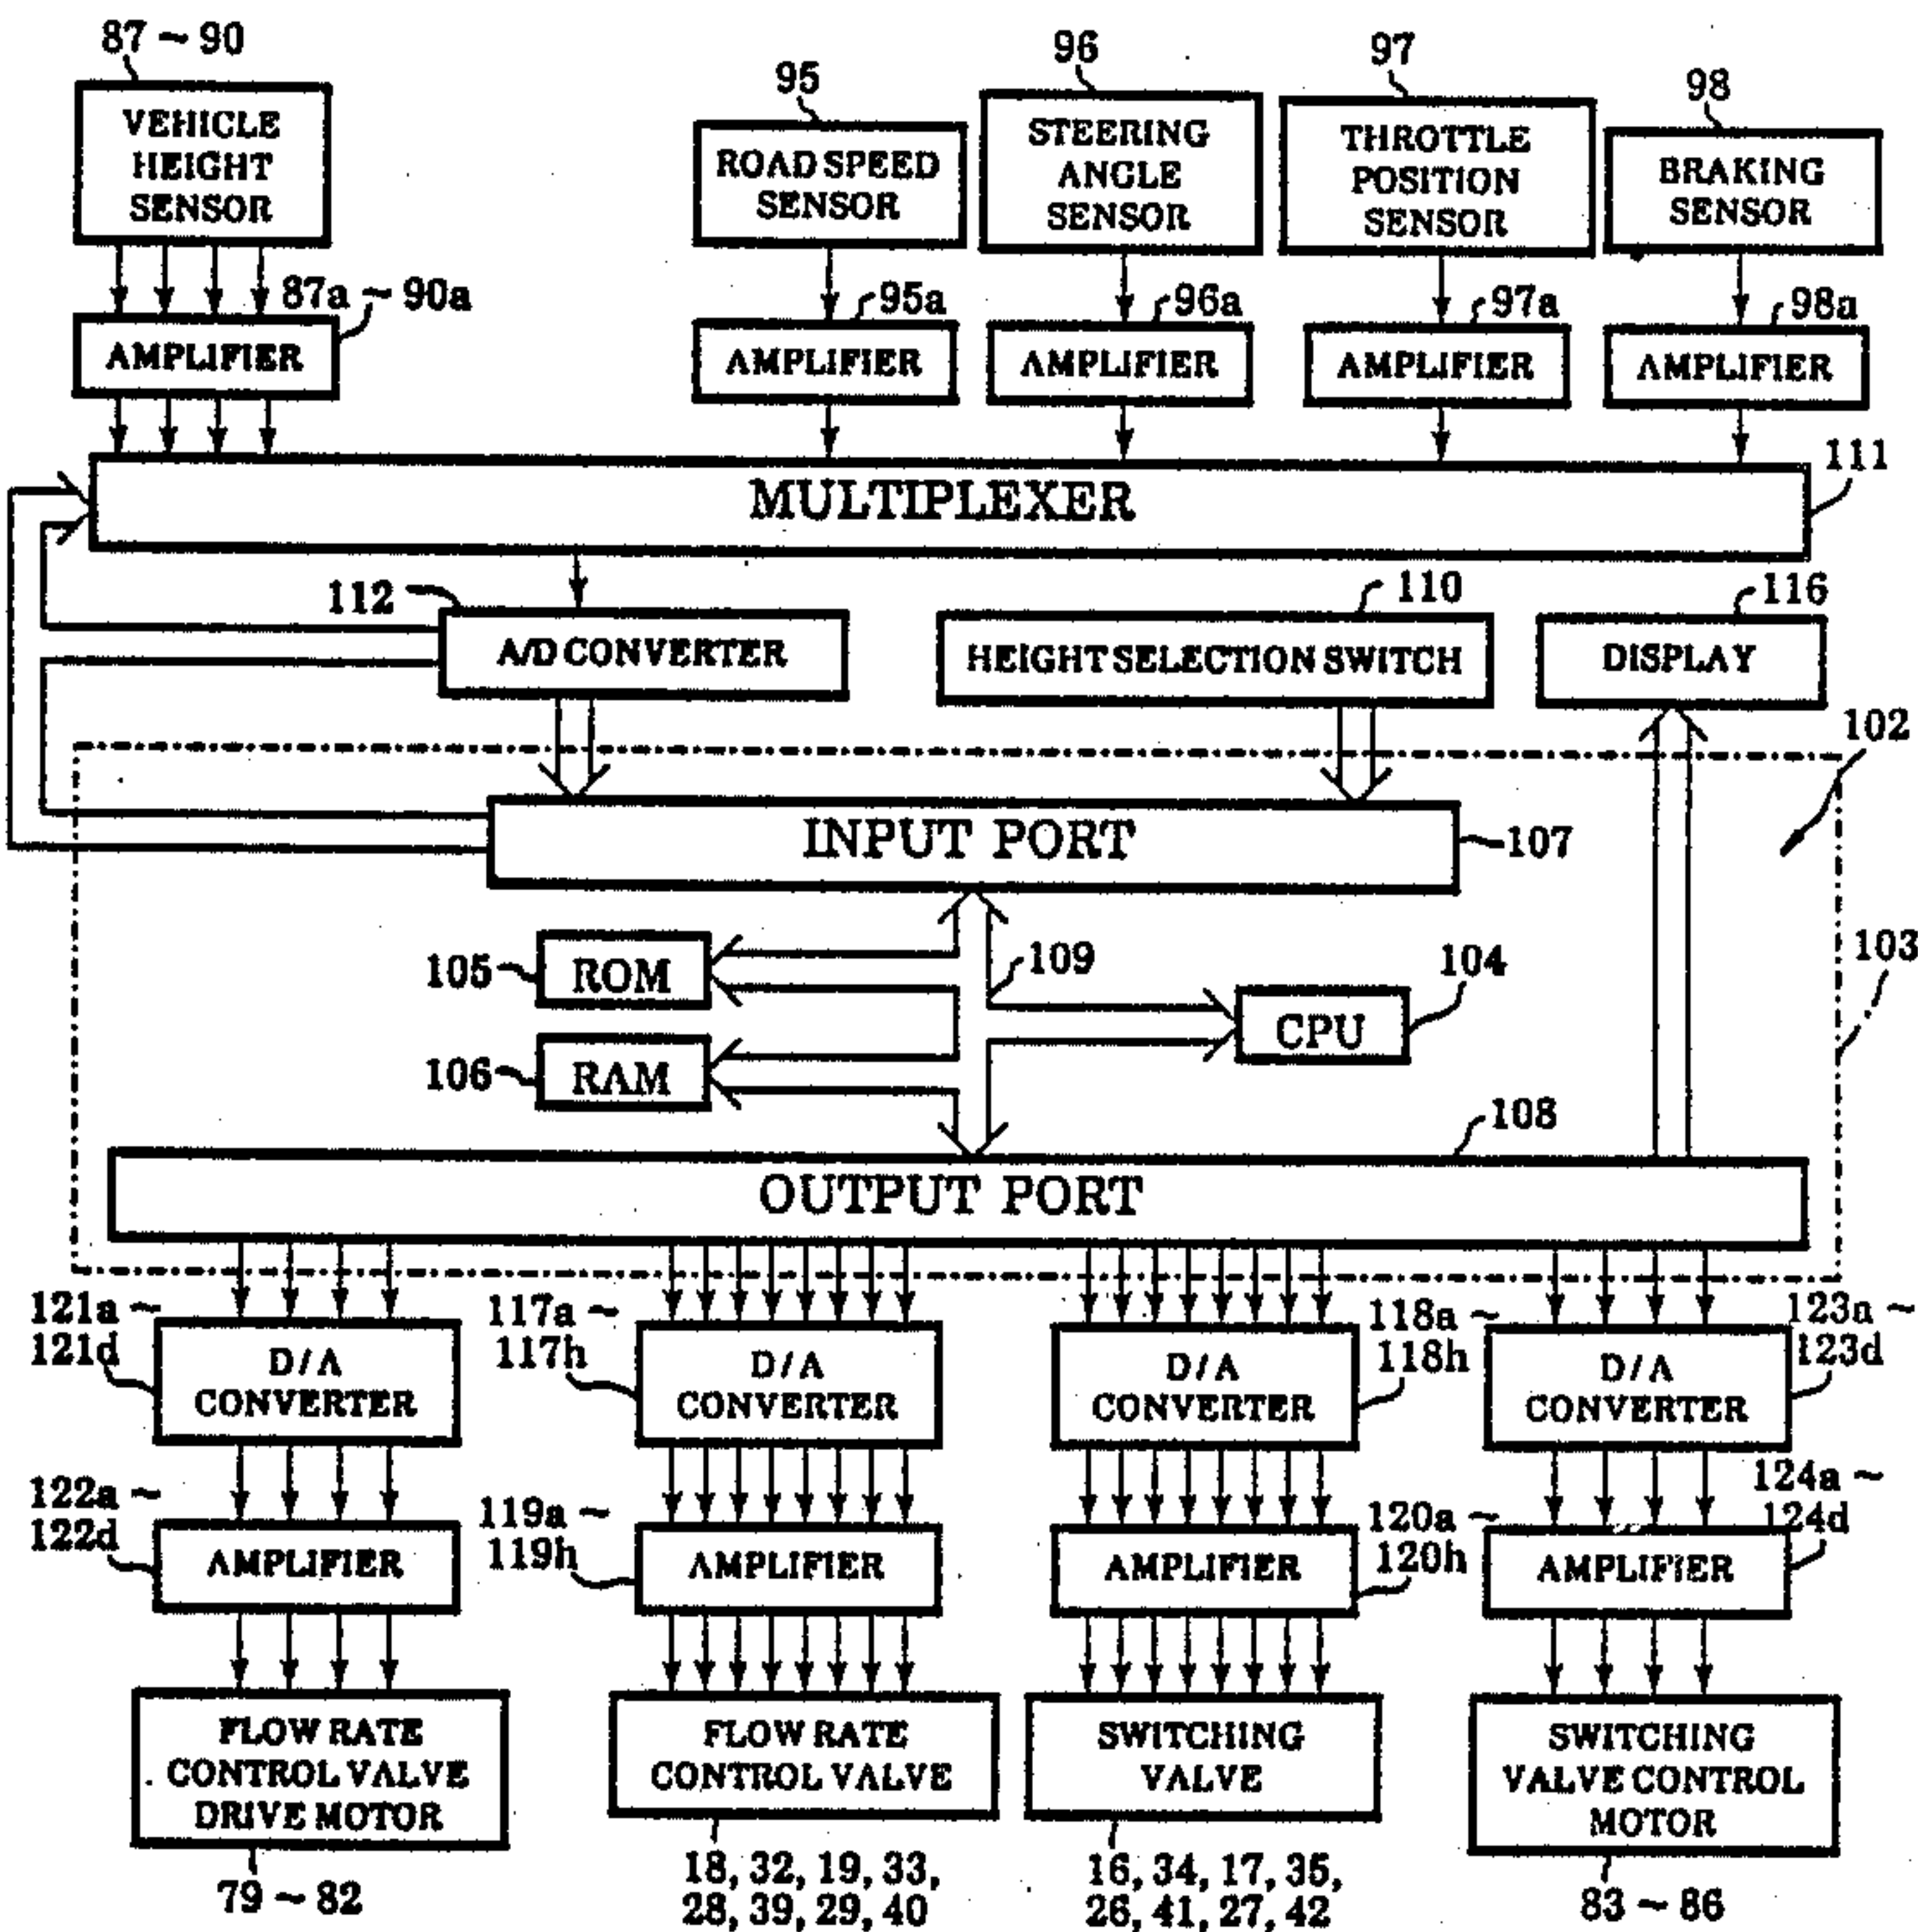 87 ~ 90
95
96
97
98
VEHICLE
HEIGHT
SENSOR
ROAD SPEED
SENSOR
STEERING
ANGLE
SENSOR
THROTTLE
POSITION
SENSOR
BRAKING
SENSOR
87a ~ 90a
95a
96a
97a
98a
AMPLIFIER
AMPLIFIER
AMPLIFIER
AMPLIFIER
AMPLIFIER
111
MULTIPLEXER
112
110
116
A/D CONVERTER
HEIGHT SELECTION SWITCH
DISPLAY
102
INPUT PORT
107
103
105
ROM
109
104
CPU
106
RAM
108
OUTPUT PORT
121a ~
121d
D/A
CONVERTER
117a ~
117h
D/A
CONVERTER
118a ~
118h
D/A
CONVERTER
123a ~
123d
D/A
CONVERTER
122a ~
122d
AMPLIFIER
119a ~
119h
AMPLIFIER
120a ~
120h
AMPLIFIER
124a ~
124d
AMPLIFIER
FLOW RATE
CONTROL VALVE
DRIVE MOTOR
FLOW RATE
CONTROL VALVE
SWITCHING
VALVE
SWITCHING
VALVE CONTROL
MOTOR
79 ~ 82
18, 32, 19, 33,
28, 39, 29, 40
16, 34, 17, 35,
26, 41, 27, 42
83 ~ 86